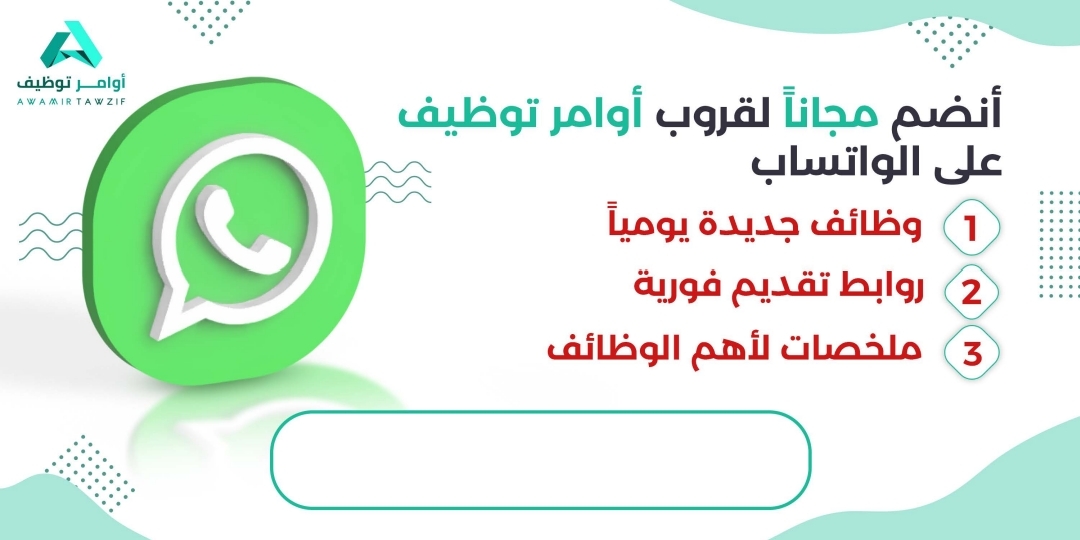 أوامر توظيف
AWAMIR TAWZIF
أنضم مجاناً لقروب أوامر توظيف
على الواتساب
1 وظائف جديدة يومياً
2 روابط تقديم فورية
3 ملخصات لأهم الوظائف